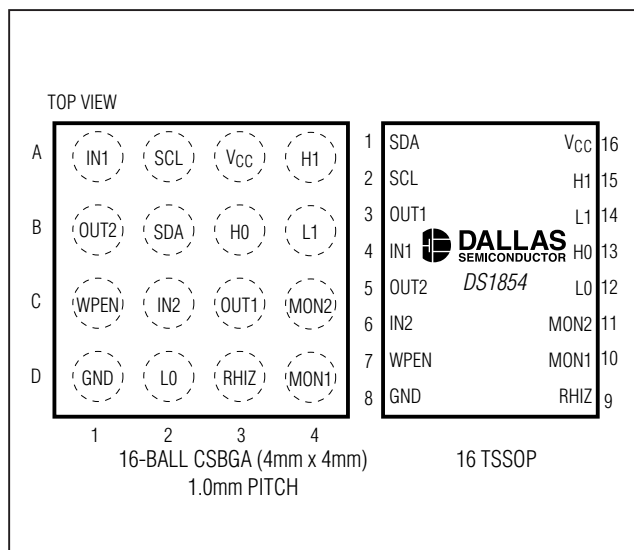 TOP VIEW
A IN1 SCL VCC H1
B OUT2 SDA H0 L1
C WPEN IN2 OUT1 MON2
D GND L0 RHIZ MON1
1 2 3 4
16-BALL CSBGA (4mm x 4mm)
1.0mm PITCH
1 SDA VCC 16
2 SCL H1 15
3 OUT1 L1 14
4 IN1 DALLAS SEMICONDUCTOR H0 13
5 OUT2 DS1854 L0 12
6 IN2 MON2 11
7 WPEN MON1 10
8 GND RHIZ 9
16 TSSOP